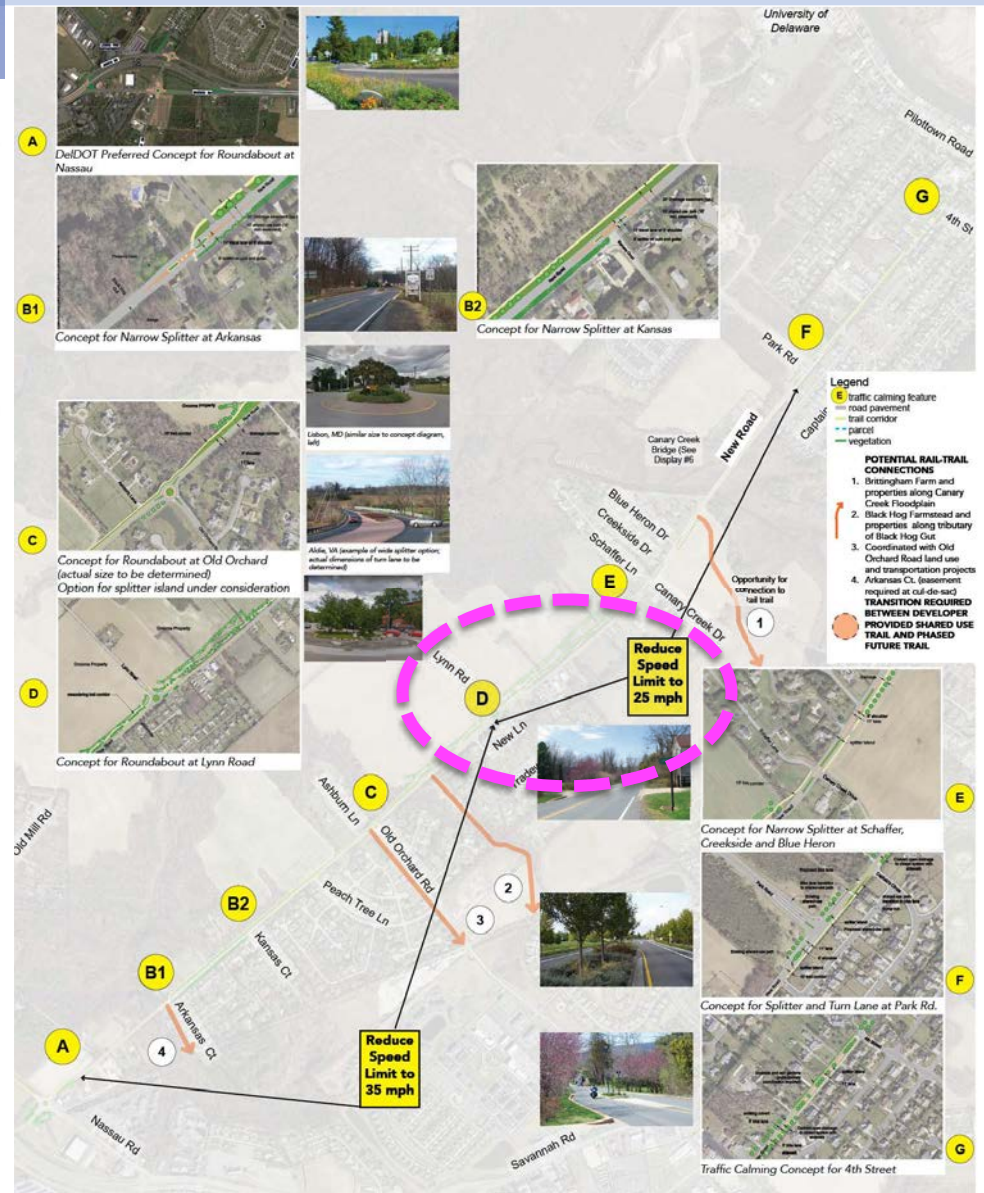 University of
Delaware
Pilottown Road
G
4th St
A
DelDOT Preferred Concept for Roundabout at
Nassau
B1
Concept for Narrow Splitter at Arkansas
B2
Concept for Narrow Splitter at Kansas
F
Park Rd
Captain
New Road
Canary Creek
Bridge (See
Display #6
Legend
E traffic calming feature
road pavement
trail corridor
parcel
vegetation
POTENTIAL RAIL-TRAIL
CONNECTIONS
1. Brittingham Farm and
properties along Canary
Creek Floodplain
2. Black Hog Farmstead and
properties along tributary
of Black Hog Gut
3. Coordinated with Old
Orchard Road land use
and transportation projects
4. Arkansas Ct. (easement
required at cul-de-sac)
TRANSITION REQUIRED
BETWEEN DEVELOPER
PROVIDED SHARED USE
TRAIL AND PHASED
FUTURE TRAIL
Lisbon, MD (similar size to concept diagram,
left)
Aldie, VA (example of wide splitter option;
actual dimensions of turn lane to be
determined)
C
Concept for Roundabout at Old Orchard
(actual size to be determined)
Option for splitter island under consideration
D
Concept for Roundabout at Lynn Road
Blue Heron Dr
Creekside Dr
Schaffer Ln
E
Canary Creek Dr
Opportunity for
connection to
rail trail
1
Reduce
Speed
Limit to
25 mph
Lynn Rd
D
New Ln
C
Ashburn Ln
Old Orchard Rd
Old Mill Rd
Peach Tree Ln
2
3
B2
Kansas Ct
B1
Arkansas Ct
4
A
Nassau Rd
Reduce
Speed
Limit to
35 mph
Savannah Rd
E
Concept for Narrow Splitter at Schaffer,
Creekside and Blue Heron
F
Concept for Splitter and Turn Lane at Park Rd.
G
Traffic Calming Concept for 4th Street